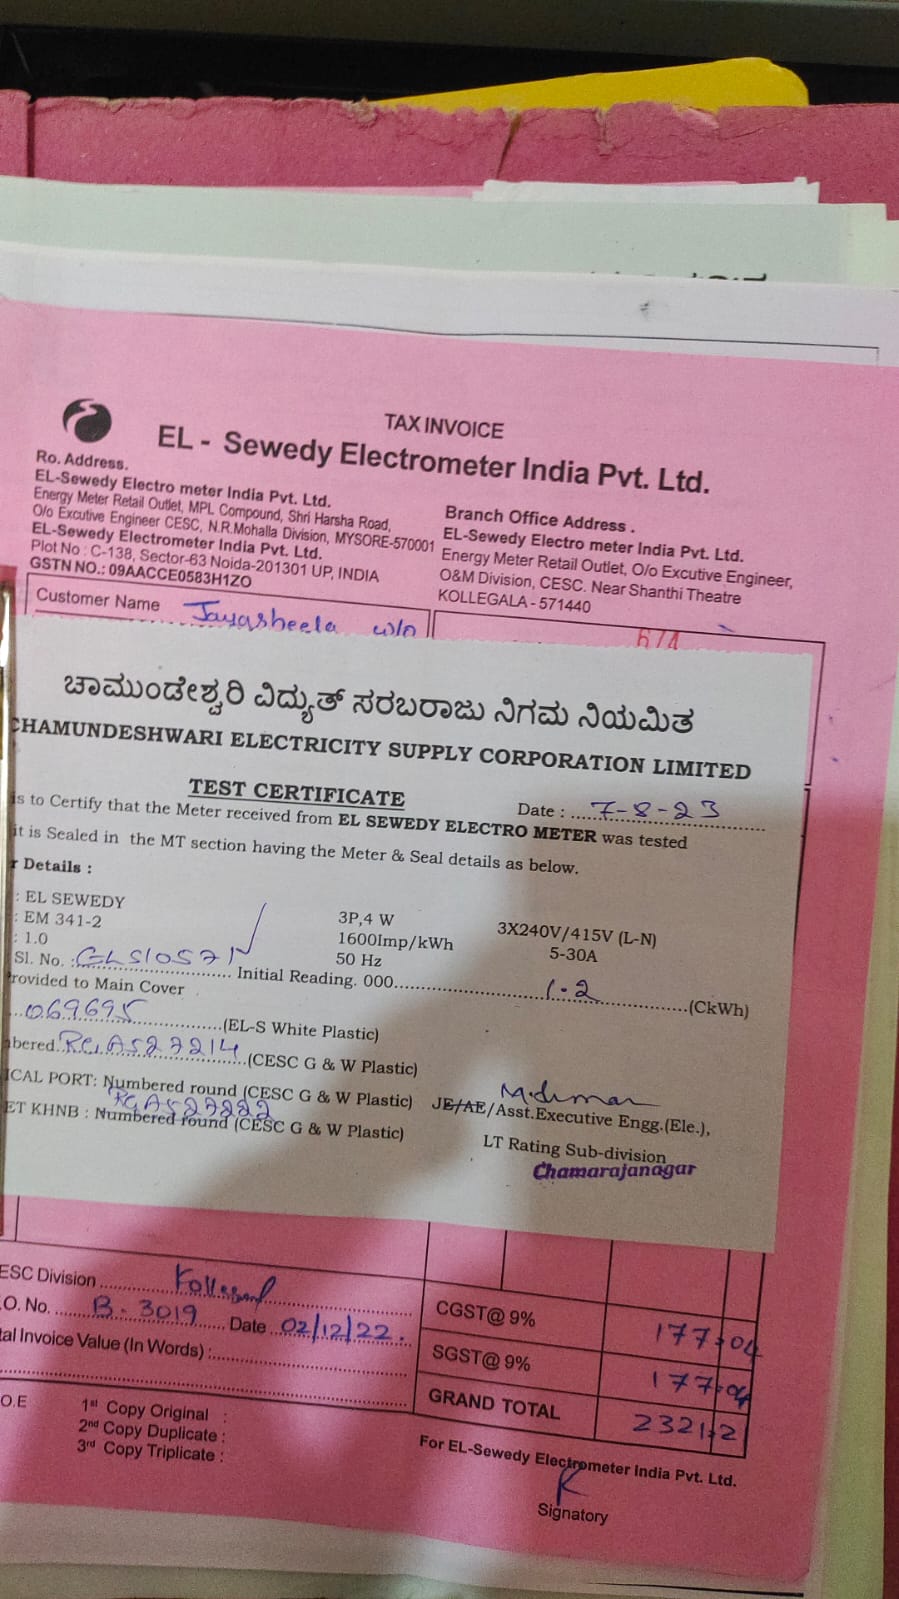 TAX INVOICE
EL - Sewedy Electrometer India Pvt. Ltd.
Ro. Address.
EL-Sewedy Electro meter India Pvt. Ltd.
Energy Meter Retail Outlet, MPL Compound, Shri Harsha Road,
O/o Excutive Engineer CESC, N.R.Mohalla Division, MYSORE-570001
EL-Sewedy Electrometer India Pvt. Ltd.
Plot No : C-138, Sector-63 Noida-201301 UP, INDIA
GSTN NO.: 09AACCE0583H1ZO
Branch Office Address .
EL-Sewedy Electro meter India Pvt. Ltd.
Energy Meter Retail Outlet, O/o Excutive Engineer,
O&M Division, CESC. Near Shanthi Theatre
KOLLEGALA - 571440
Customer Name Jayasheela w/o
674
ಚಾಮುಂಡೇಶ್ವರಿ ವಿದ್ಯುತ್ ಸರಬರಾಜು ನಿಗಮ ನಿಯಮಿತ
CHAMUNDESHWARI ELECTRICITY SUPPLY CORPORATION LIMITED
TEST CERTIFICATE
Date : 7-8-23
is to Certify that the Meter received from EL SEWEDY ELECTRO METER was tested
it is Sealed in the MT section having the Meter & Seal details as below.
r Details :
: EL SEWEDY
: EM 341-2 3P,4 W 3X240V/415V (L-N)
: 1.0 1600Imp/kWh 5-30A
Sl. No. : 50 Hz
Initial Reading. 000 1.2 (CkWh)
rovided to Main Cover
069695 (EL-S White Plastic)
bered RGA527214 (CESC G & W Plastic)
ICAL PORT: Numbered round (CESC G & W Plastic)
RGA527222
ET KHNB : Numbered round (CESC G & W Plastic)
JE/AE/Asst.Executive Engg.(Ele.),
LT Rating Sub-division
Chamarajanagar
ESC Division
.O. No. B-3019 Date 02/12/22.
tal Invoice Value (In Words) :
CGST@ 9% 177.04
SGST@ 9% 177.04
GRAND TOTAL 2321.2
.O.E
1st Copy Original :
2nd Copy Duplicate :
3rd Copy Triplicate :
For EL-Sewedy Electrometer India Pvt. Ltd.
Signatory